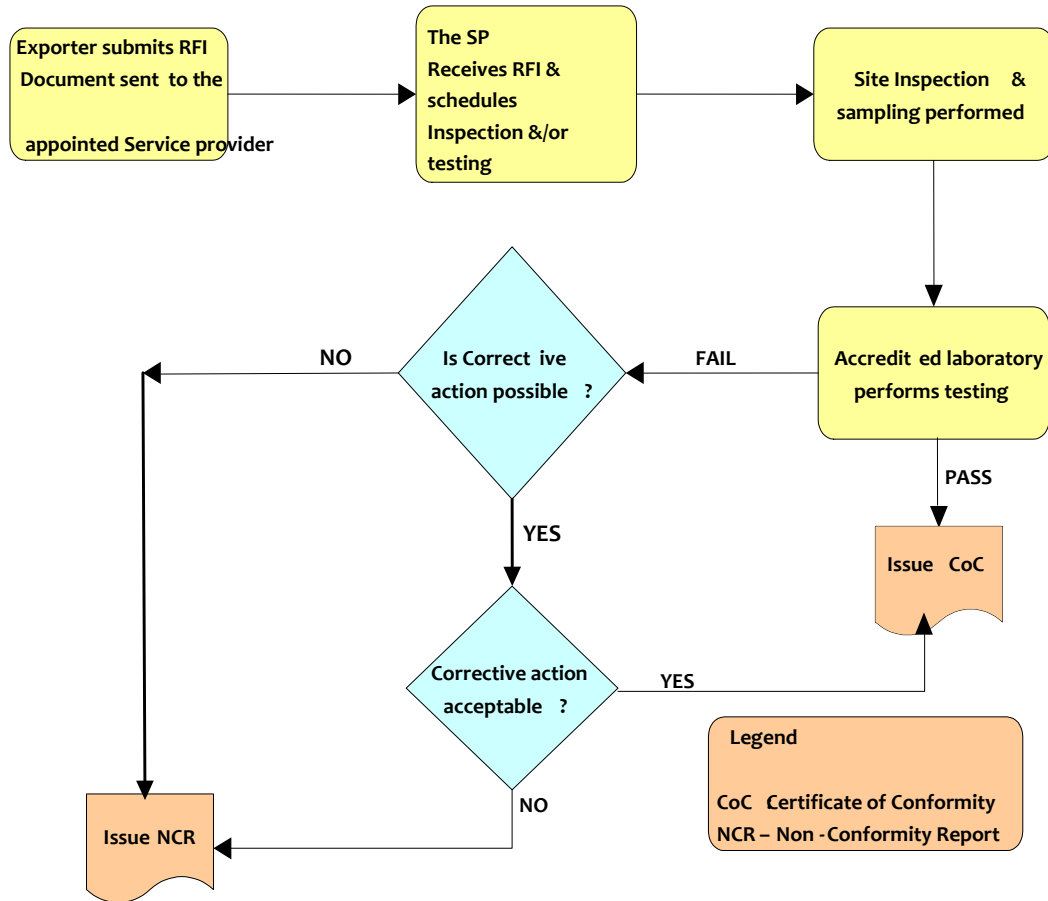 Exporter submits RFI
Document sent to the
appointed Service provider
The SP
Receives RFI &
schedules
Inspection &/or
testing
Site Inspection &
sampling performed
Accredit ed laboratory
performs testing
FAIL
PASS
Is Correct ive
action possible ?
NO
YES
Issue CoC
Corrective action
acceptable ?
YES
NO
Issue NCR
Legend
CoC Certificate of Conformity
NCR – Non -Conformity Report